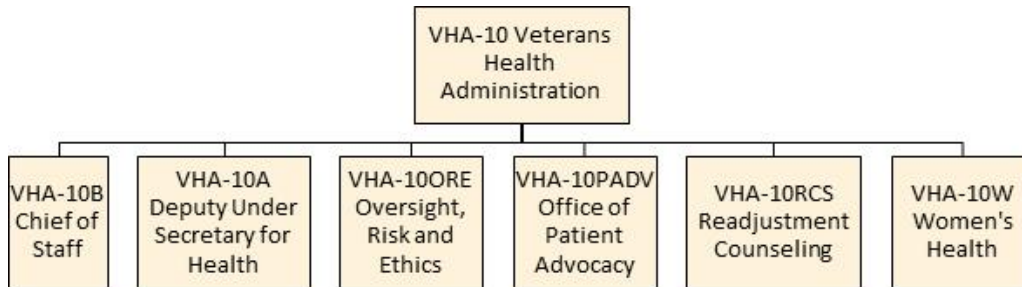 VHA-10 Veterans
Health
Administration
VHA-10B
Chief of
Staff
VHA-10A
Deputy Under
Secretary for
Health
VHA-10ORE
Oversight,
Risk and
Ethics
VHA-10PADV
Office of
Patient
Advocacy
VHA-10RCS
Readjustment
Counseling
VHA-10W
Women's
Health